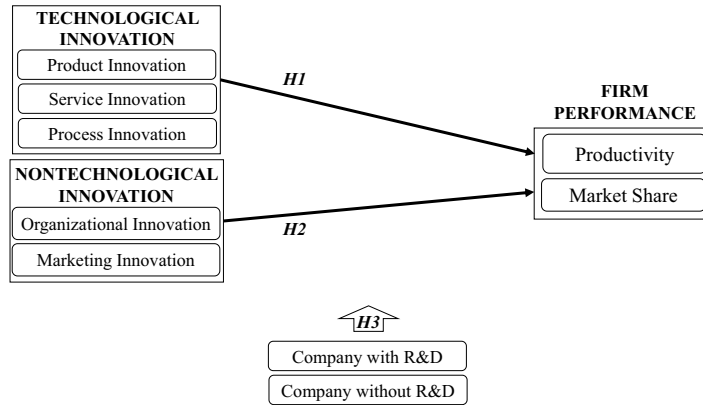 TECHNOLOGICAL
INNOVATION
Product Innovation
Service Innovation
Process Innovation
NONTECHNOLOGICAL
INNOVATION
Organizational Innovation
Marketing Innovation
H1
H2
FIRM
PERFORMANCE
Productivity
Market Share
H3
Company with R&D
Company without R&D